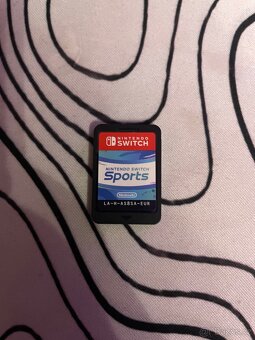 NINTENDO
SWITCH
NINTENDO SWITCH
Sports
Nintendo
LA-H-AS8SA-EUR